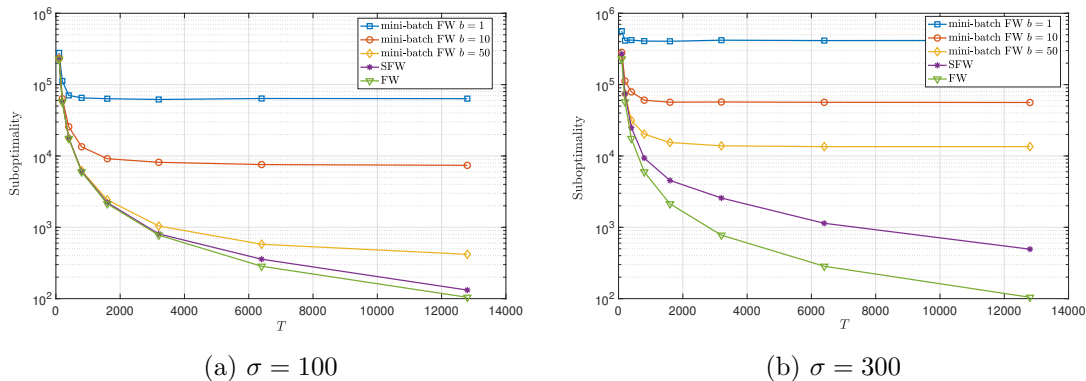 10^6
10^5
10^4
10^3
10^2
Suboptimality
0 2000 4000 6000 8000 10000 12000 14000
T
mini-batch FW b = 1
mini-batch FW b = 10
mini-batch FW b = 50
SFW
FW
(a) σ = 100
10^6
10^5
10^4
10^3
10^2
Suboptimality
0 2000 4000 6000 8000 10000 12000 14000
T
mini-batch FW b = 1
mini-batch FW b = 10
mini-batch FW b = 50
SFW
FW
(b) σ = 300